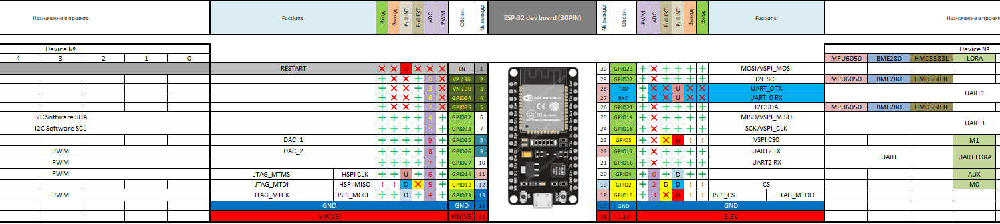 Назначение в проекте Fuctions Вход Выход Pull INT Pull EXT ADC PWM Обозн. № вывода ESP-32 dev board (30PIN) № вывода Обозн. PWM ADC Pull EXT Pull INT Выход Вход Fuctions Назначение в проекте
Device № Device №
4 3 2 1 0 MPU6050 BME280 HMC5883L LORA
RESTART U EN 1 30 GPIO23 MOSI/VSPI_MOSI
0 VP / 36 2 29 GPIO22 I2C SCL MPU6050 BME280 HMC5883L
3 VN / 39 3 28 TXD U UART_0 TX UART1
6 GPIO34 4 27 RXD U UART_0 RX
7 GPIO35 5 26 GPIO21 I2C SDA MPU6050 BME280 HMC5883L
I2C Software SDA 4 GPIO32 6 25 GPIO19 MISO/VSPI_MISO UART3
I2C Software SCL 5 GPIO33 7 24 GPIO18 SCK/VSPI_CLK
DAC_1 9 GPIO25 8 23 GPIO5 U ! ! VSPI CS0 M1
PWM DAC_2 8 GPIO26 9 22 GPIO17 UART2 TX UART UART LORA
PWM 7 GPIO27 10 21 GPIO16 UART2 RX
PWM JTAG_MTMS HSPI CLK U 6 GPIO14 11 20 GPIO4 0 D AUX
JTAG_MTDI HSPI MISO ! ! D 5 GPIO12 12 19 GPIO2 2 D D ! ! CS M0
PWM JTAG_MTCK HSPI_MOSI D 4 GPIO13 13 18 GPIO15 3 U ! ! HSPI_CS JTAG_MTDO
GND GND 14 17 GND GND
VIN(V5) VIN(V5) 15 16 3.3V 3.3V
ESP-WROOM-32
EN BOOT